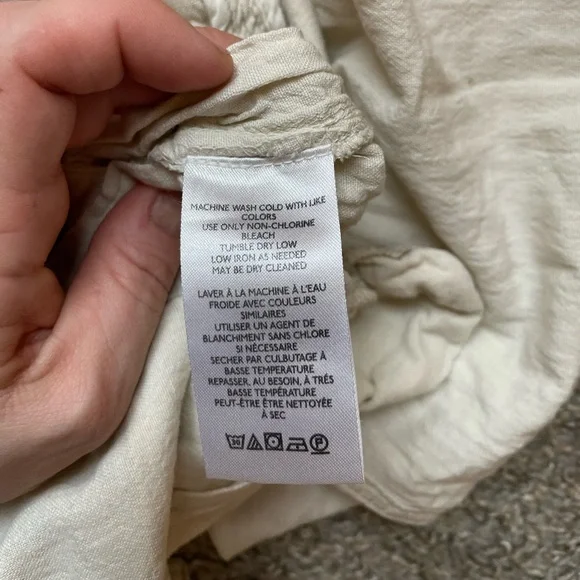 MACHINE WASH COLD WITH LIKE
COLORS
USE ONLY NON-CHLORINE
BLEACH
TUMBLE DRY LOW
LOW IRON AS NEEDED
MAY BE DRY CLEANED
LAVER À LA MACHINE À L'EAU
FROIDE AVEC COULEURS
SIMILAIRES
UTILISER UN AGENT DE
BLANCHIMENT SANS CHLORE
SI NÉCESSAIRE
SECHER PAR CULBUTAGE À
BASSE TEMPÉRATURE
REPASSER, AU BESOIN, À TRÉS
BASSE TEMPÉRATURE
PEUT-ÊTRE ÊTRE NETTOYÉE
À SEC